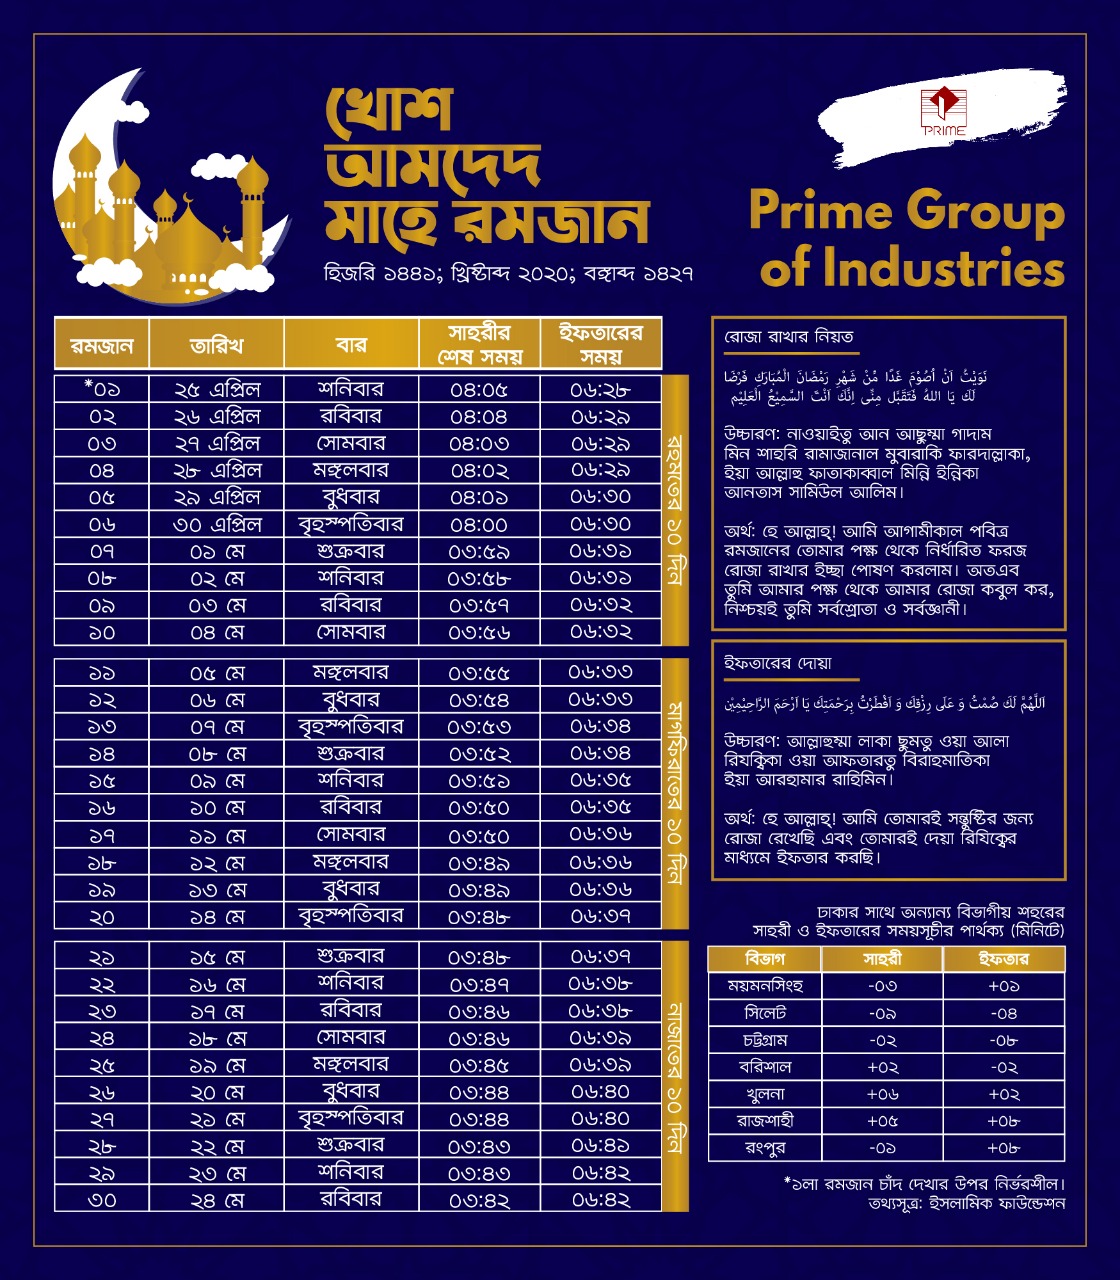 খোশ
আমদেদ
মাহে রমজান
হিজরি ১৪৪১; খ্রিস্টাব্দ ২০২০; বঙ্গাব্দ ১৪২৭
PRIME
Prime Group
of Industries
রমজান তারিখ বার সাহরীর শেষ সময় ইফতারের সময়
*০১ ২৫ এপ্রিল শনিবার ০৪:০৫ ০৬:২৮
০২ ২৬ এপ্রিল রবিবার ০৪:০৪ ০৬:২৯
০৩ ২৭ এপ্রিল সোমবার ০৪:০৩ ০৬:২৯
০৪ ২৮ এপ্রিল মঙ্গলবার ০৪:০২ ০৬:২৯
০৫ ২৯ এপ্রিল বুধবার ০৪:০১ ০৬:৩০
০৬ ৩০ এপ্রিল বৃহস্পতিবার ০৪:০০ ০৬:৩০
০৭ ০১ মে শুক্রবার ০৩:৫৯ ০৬:৩১
০৮ ০২ মে শনিবার ০৩:৫৮ ০৬:৩১
০৯ ০৩ মে রবিবার ০৩:৫৭ ০৬:৩২
১০ ০৪ মে সোমবার ০৩:৫৬ ০৬:৩২
রহমাতের ১০ দিন
১১ ০৫ মে মঙ্গলবার ০৩:৫৫ ০৬:৩৩
১২ ০৬ মে বুধবার ০৩:৫৪ ০৬:৩৩
১৩ ০৭ মে বৃহস্পতিবার ০৩:৫৩ ০৬:৩৪
১৪ ০৮ মে শুক্রবার ০৩:৫২ ০৬:৩৪
১৫ ০৯ মে শনিবার ০৩:৫১ ০৬:৩৫
১৬ ১০ মে রবিবার ০৩:৫০ ০৬:৩৫
১৭ ১১ মে সোমবার ০৩:৫০ ০৬:৩৬
১৮ ১২ মে মঙ্গলবার ০৩:৪৯ ০৬:৩৬
১৯ ১৩ মে বুধবার ০৩:৪৯ ০৬:৩৬
২০ ১৪ মে বৃহস্পতিবার ০৩:৪৮ ০৬:৩৭
মাগফিরাতের ১০ দিন
২১ ১৫ মে শুক্রবার ০৩:৪৮ ০৬:৩৭
২২ ১৬ মে শনিবার ০৩:৪৭ ০৬:৩৮
২৩ ১৭ মে রবিবার ০৩:৪৬ ০৬:৩৮
২৪ ১৮ মে সোমবার ০৩:৪৬ ০৬:৩৯
২৫ ১৯ মে মঙ্গলবার ০৩:৪৫ ০৬:৩৯
২৬ ২০ মে বুধবার ০৩:৪৪ ০৬:৪০
২৭ ২১ মে বৃহস্পতিবার ০৩:৪৪ ০৬:৪০
২৮ ২২ মে শুক্রবার ০৩:৪৩ ০৬:৪১
২৯ ২৩ মে শনিবার ০৩:৪৩ ০৬:৪২
৩০ ২৪ মে রবিবার ০৩:৪২ ০৬:৪২
নাজাতের ১০ দিন
রোজা রাখার নিয়ত
نَوَيْتُ اَنْ اُصُوْمَ غَدًا مِّنْ شَهْرِ رَمْضَانَ الْمُبَارَكِ فَرْضَا
لَكَ يَا اللهُ فَتَقَبَّل مِنِّى اِنَّكَ اَنْتَ السَّمِيْعُ الْعَلِيْم
উচ্চারণ: নাওয়াইতু আন আছুম্মা গাদাম
মিন শাহরি রামাজানাল মুবারাকি ফারদাল্লাকা,
ইয়া আল্লাহু ফাতাকাব্বাল মিন্নি ইন্নিকা
আনতাস সামিউল আলিম।
অর্থ: হে আল্লাহ্! আমি আগামীকাল পবিত্র
রমজানের তোমার পক্ষ থেকে নির্ধারিত ফরজ
রোজা রাখার ইচ্ছা পোষণ করলাম। অতএব
তুমি আমার পক্ষ থেকে আমার রোজা কবুল কর,
নিশ্চয়ই তুমি সর্বশ্রোতা ও সর্বজ্ঞানী।
ইফতারের দোয়া
اَللَّهُمَّ لَكَ صُمْتُ وَ عَلَى رِزْقِكَ وَ اَفْطَرْتُ بِرَحْمَتِكَ يَا اَرْحَمَ الرَّاحِيْمِيْن
উচ্চারণ: আল্লাহুম্মা লাকা ছুমতু ওয়া আলা
রিযক্বিকা ওয়া আফতারতু বিরাহমাতিকা
ইয়া আরহামার রাহিমিন।
অর্থ: হে আল্লাহ্! আমি তোমারই সন্তুষ্টির জন্য
রোজা রেখেছি এবং তোমারই দেয়া রিযিক্বের
মাধ্যমে ইফতার করছি।
ঢাকার সাথে অন্যান্য বিভাগীয় শহরের
সাহরী ও ইফতারের সময়সূচীর পার্থক্য (মিনিটে)
বিভাগ সাহরী ইফতার
ময়মনসিংহ -০৩ +০১
সিলেট -০৯ -০৪
চট্টগ্রাম -০২ -০৮
বরিশাল +০২ -০২
খুলনা +০৬ +০২
রাজশাহী +০৫ +০৮
রংপুর -০১ +০৮
*১লা রমজান চাঁদ দেখার উপর নির্ভরশীল।
তথ্যসূত্র: ইসলামিক ফাউন্ডেশন